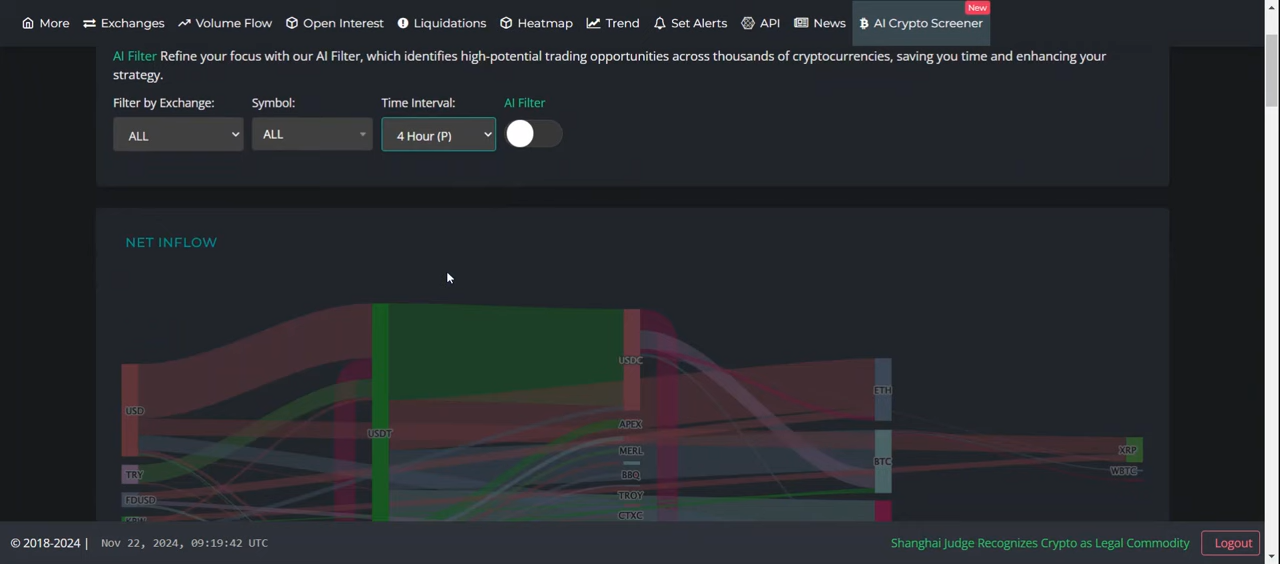 More Exchanges Volume Flow Open Interest Liquidations Heatmap Trend Set Alerts API News AI Crypto Screener New
AI Filter Refine your focus with our AI Filter, which identifies high-potential trading opportunities across thousands of cryptocurrencies, saving you time and enhancing your
strategy.
Filter by Exchange: Symbol: Time Interval: AI Filter
ALL ALL 4 Hour (P)
NET INFLOW
USDC
ETH
USD
APEX
USDT
MERL
XRP
BTC
WBTC
TRY
BBQ
TROY
FDUSD
CTXC
© 2018-2024 | Nov 22, 2024, 09:19:42 UTC Shanghai Judge Recognizes Crypto as Legal Commodity Logout